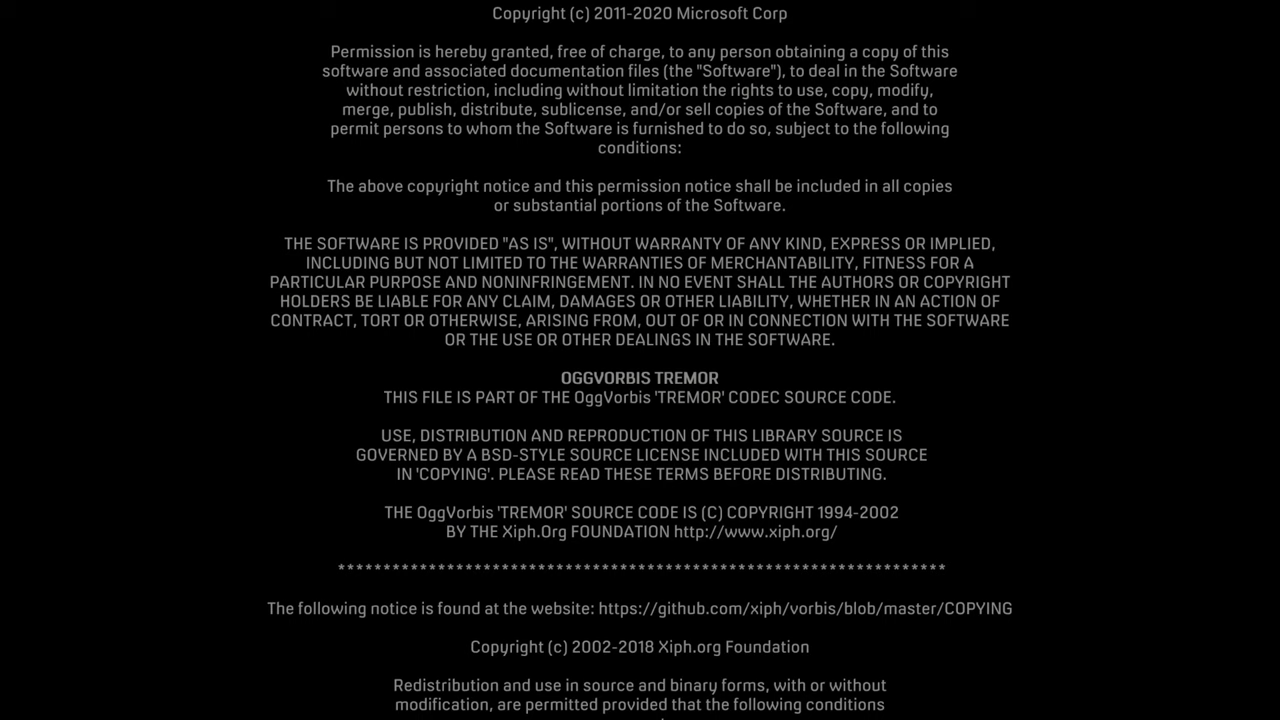 Copyright (c) 2011-2020 Microsoft Corp
Permission is hereby granted, free of charge, to any person obtaining a copy of this
software and associated documentation files (the "Software"), to deal in the Software
without restriction, including without limitation the rights to use, copy, modify,
merge, publish, distribute, sublicense, and/or sell copies of the Software, and to
permit persons to whom the Software is furnished to do so, subject to the following
conditions:
The above copyright notice and this permission notice shall be included in all copies
or substantial portions of the Software.
THE SOFTWARE IS PROVIDED "AS IS", WITHOUT WARRANTY OF ANY KIND, EXPRESS OR IMPLIED,
INCLUDING BUT NOT LIMITED TO THE WARRANTIES OF MERCHANTABILITY, FITNESS FOR A
PARTICULAR PURPOSE AND NONINFRINGEMENT. IN NO EVENT SHALL THE AUTHORS OR COPYRIGHT
HOLDERS BE LIABLE FOR ANY CLAIM, DAMAGES OR OTHER LIABILITY, WHETHER IN AN ACTION OF
CONTRACT, TORT OR OTHERWISE, ARISING FROM, OUT OF OR IN CONNECTION WITH THE SOFTWARE
OR THE USE OR OTHER DEALINGS IN THE SOFTWARE.
OGGVORBIS TREMOR
THIS FILE IS PART OF THE OggVorbis 'TREMOR' CODEC SOURCE CODE.
USE, DISTRIBUTION AND REPRODUCTION OF THIS LIBRARY SOURCE IS
GOVERNED BY A BSD-STYLE SOURCE LICENSE INCLUDED WITH THIS SOURCE
IN 'COPYING'. PLEASE READ THESE TERMS BEFORE DISTRIBUTING.
THE OggVorbis 'TREMOR' SOURCE CODE IS (C) COPYRIGHT 1994-2002
BY THE Xiph.Org FOUNDATION http://www.xiph.org/
*******************************************************************
The following notice is found at the website: https://github.com/xiph/vorbis/blob/master/COPYING
Copyright (c) 2002-2018 Xiph.org Foundation
Redistribution and use in source and binary forms, with or without
modification, are permitted provided that the following conditions